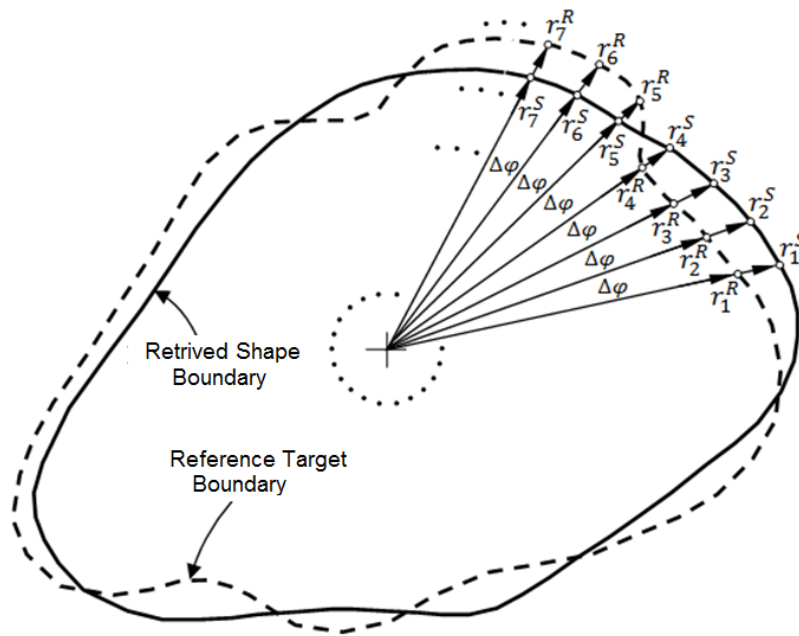 r₇ᴿ
r₆ᴿ
r₅ᴿ
r₇ˢ
r₆ˢ
r₅ˢ
r₄ˢ
r₃ˢ
r₂ˢ
r₁ˢ
r₄ᴿ
r₃ᴿ
r₂ᴿ
r₁ᴿ
Δφ
Δφ
Δφ
Δφ
Δφ
Δφ
Retrived Shape
Boundary
Reference Target
Boundary